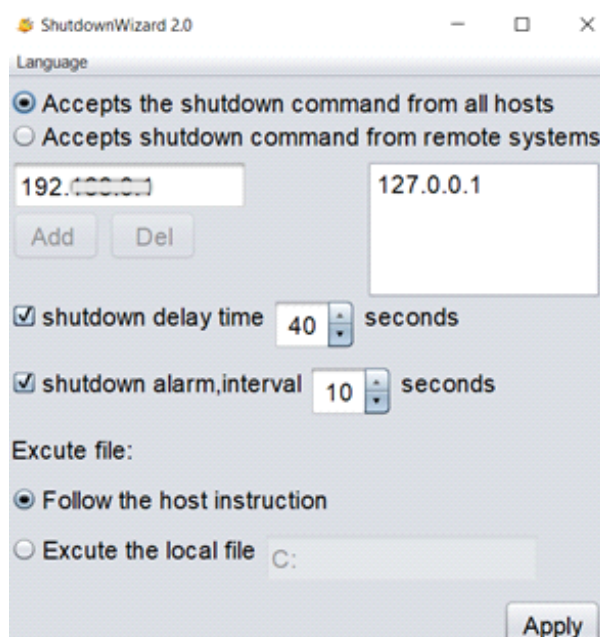 ShutdownWizard 2.0
Language
Accepts the shutdown command from all hosts
Accepts shutdown command from remote systems
192.
127.0.0.1
Add Del
shutdown delay time 40 seconds
shutdown alarm,interval 10 seconds
Excute file:
Follow the host instruction
Excute the local file C:
Apply